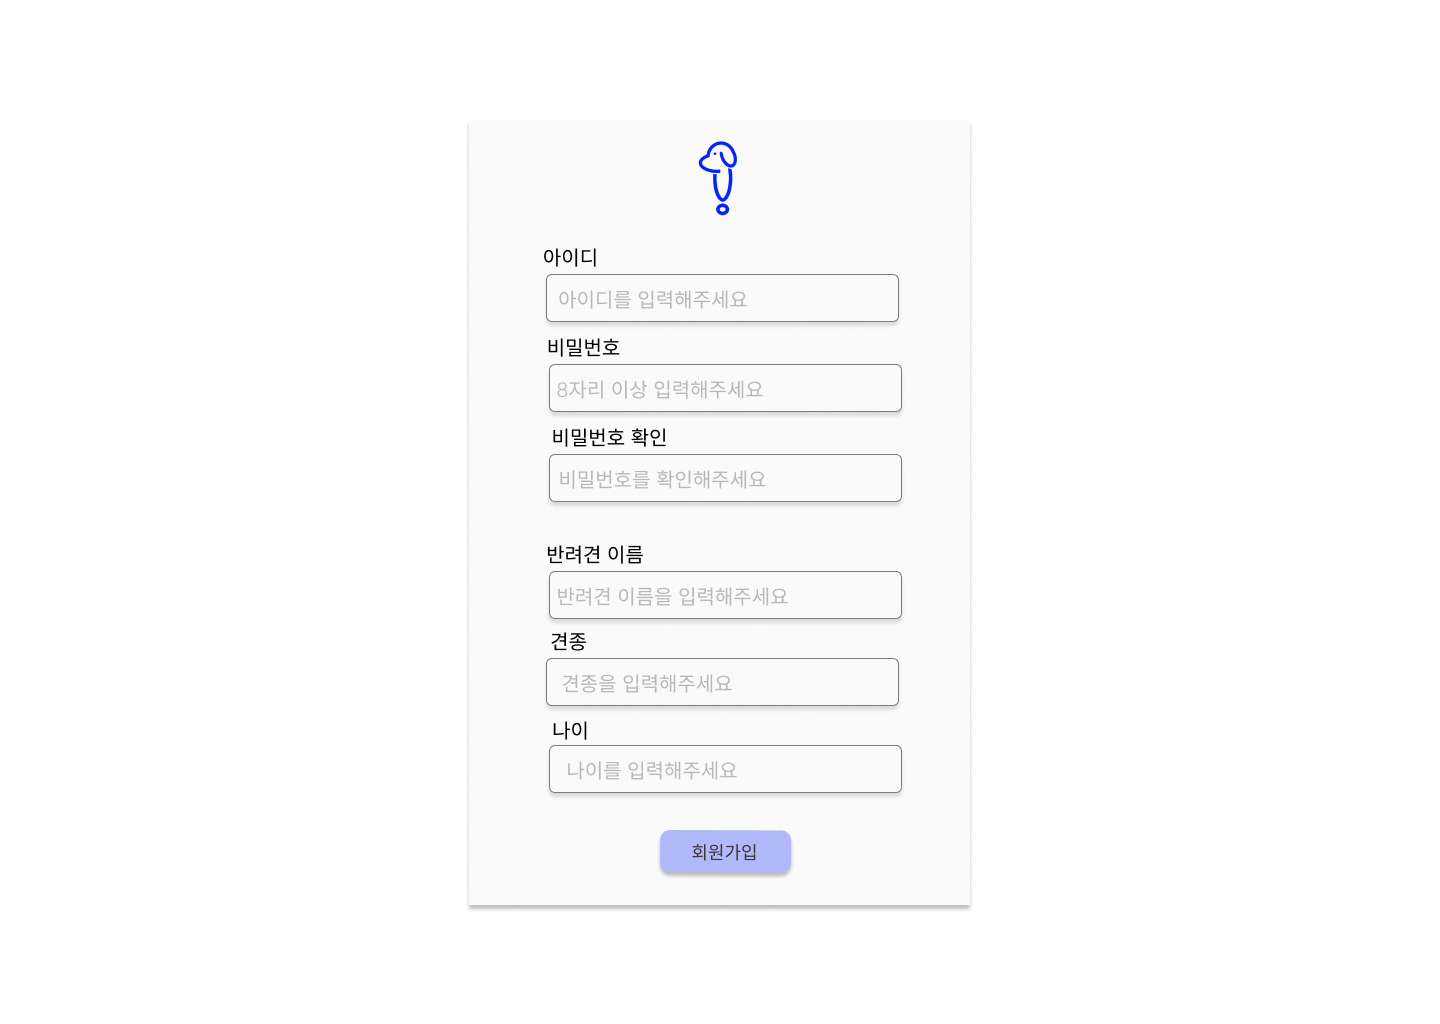 아이디
아이디를 입력해주세요
비밀번호
8자리 이상 입력해주세요
비밀번호 확인
비밀번호를 확인해주세요
반려견 이름
반려견 이름을 입력해주세요
견종
견종을 입력해주세요
나이
나이를 입력해주세요
회원가입